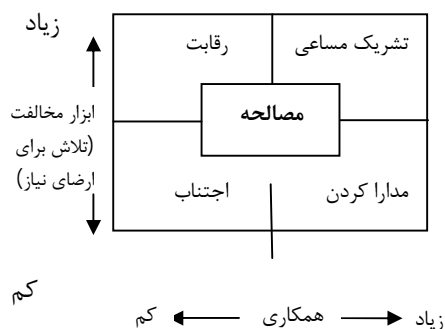 زیاد
تشریک مساعی
رقابت
مصالحه
ابزار مخالفت
(تلاش برای
ارضای نیاز)
مدارا کردن
اجتناب
کم
زیاد
همکاری
کم